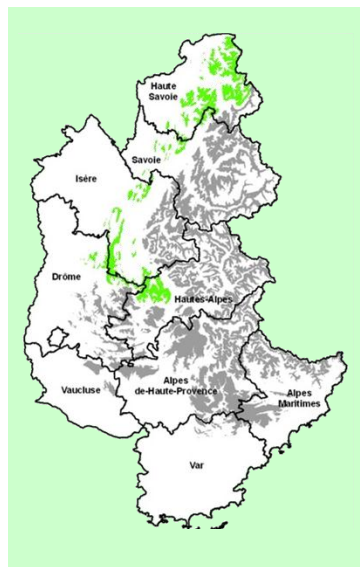 Haute
Savoie
Savoie
Isère
Drôme
Hautes-Alpes
Vaucluse
Alpes
de-Haute-Provence
Alpes
Maritimes
Var